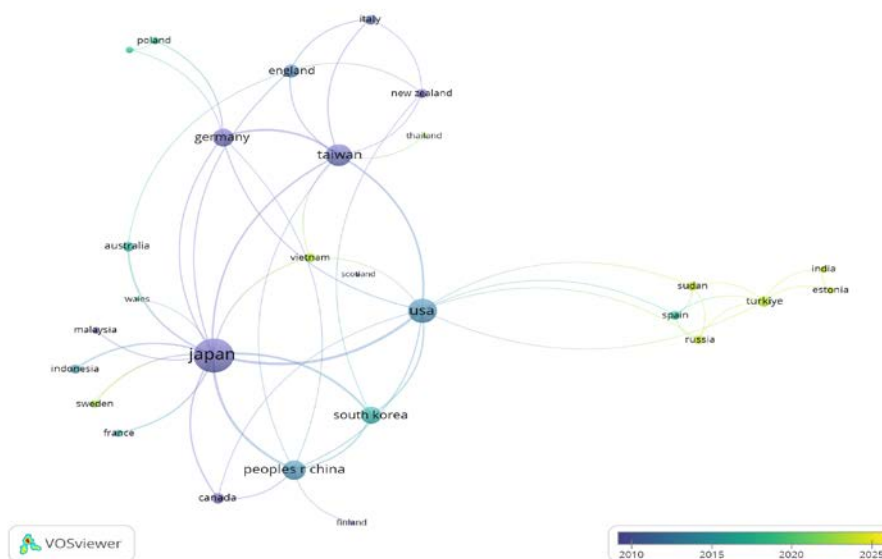 italy
poland
england
new zealand
thailand
germany
taiwan
australia
vietnam
scotland
wales
india
sudan
estonia
turkiye
spain
usa
malaysia
russia
japan
indonesia
sweden
south korea
france
peoples r china
canada
finland
VOSviewer
2010 2015 2020 2025